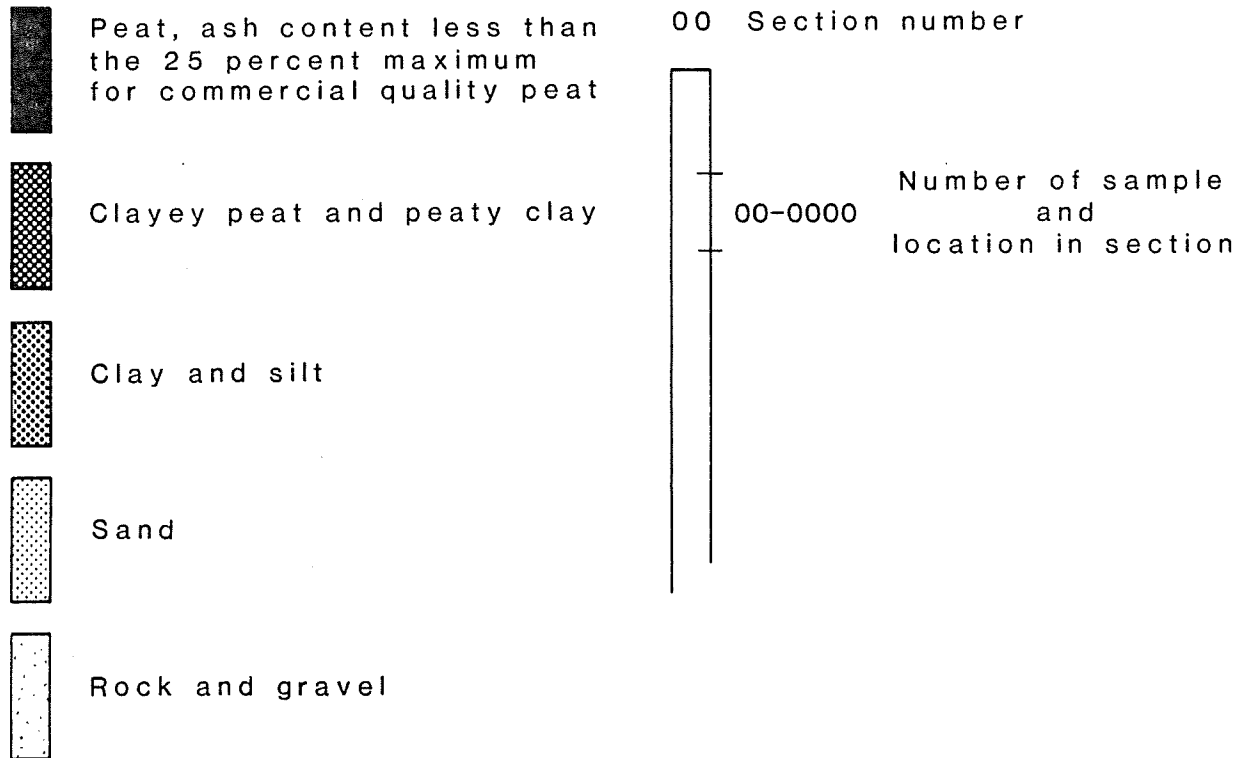 Peat, ash content less than
the 25 percent maximum
for commercial quality peat
Clayey peat and peaty clay
Clay and silt
Sand
Rock and gravel
00 Section number
Number of sample
00-0000 and
location in section